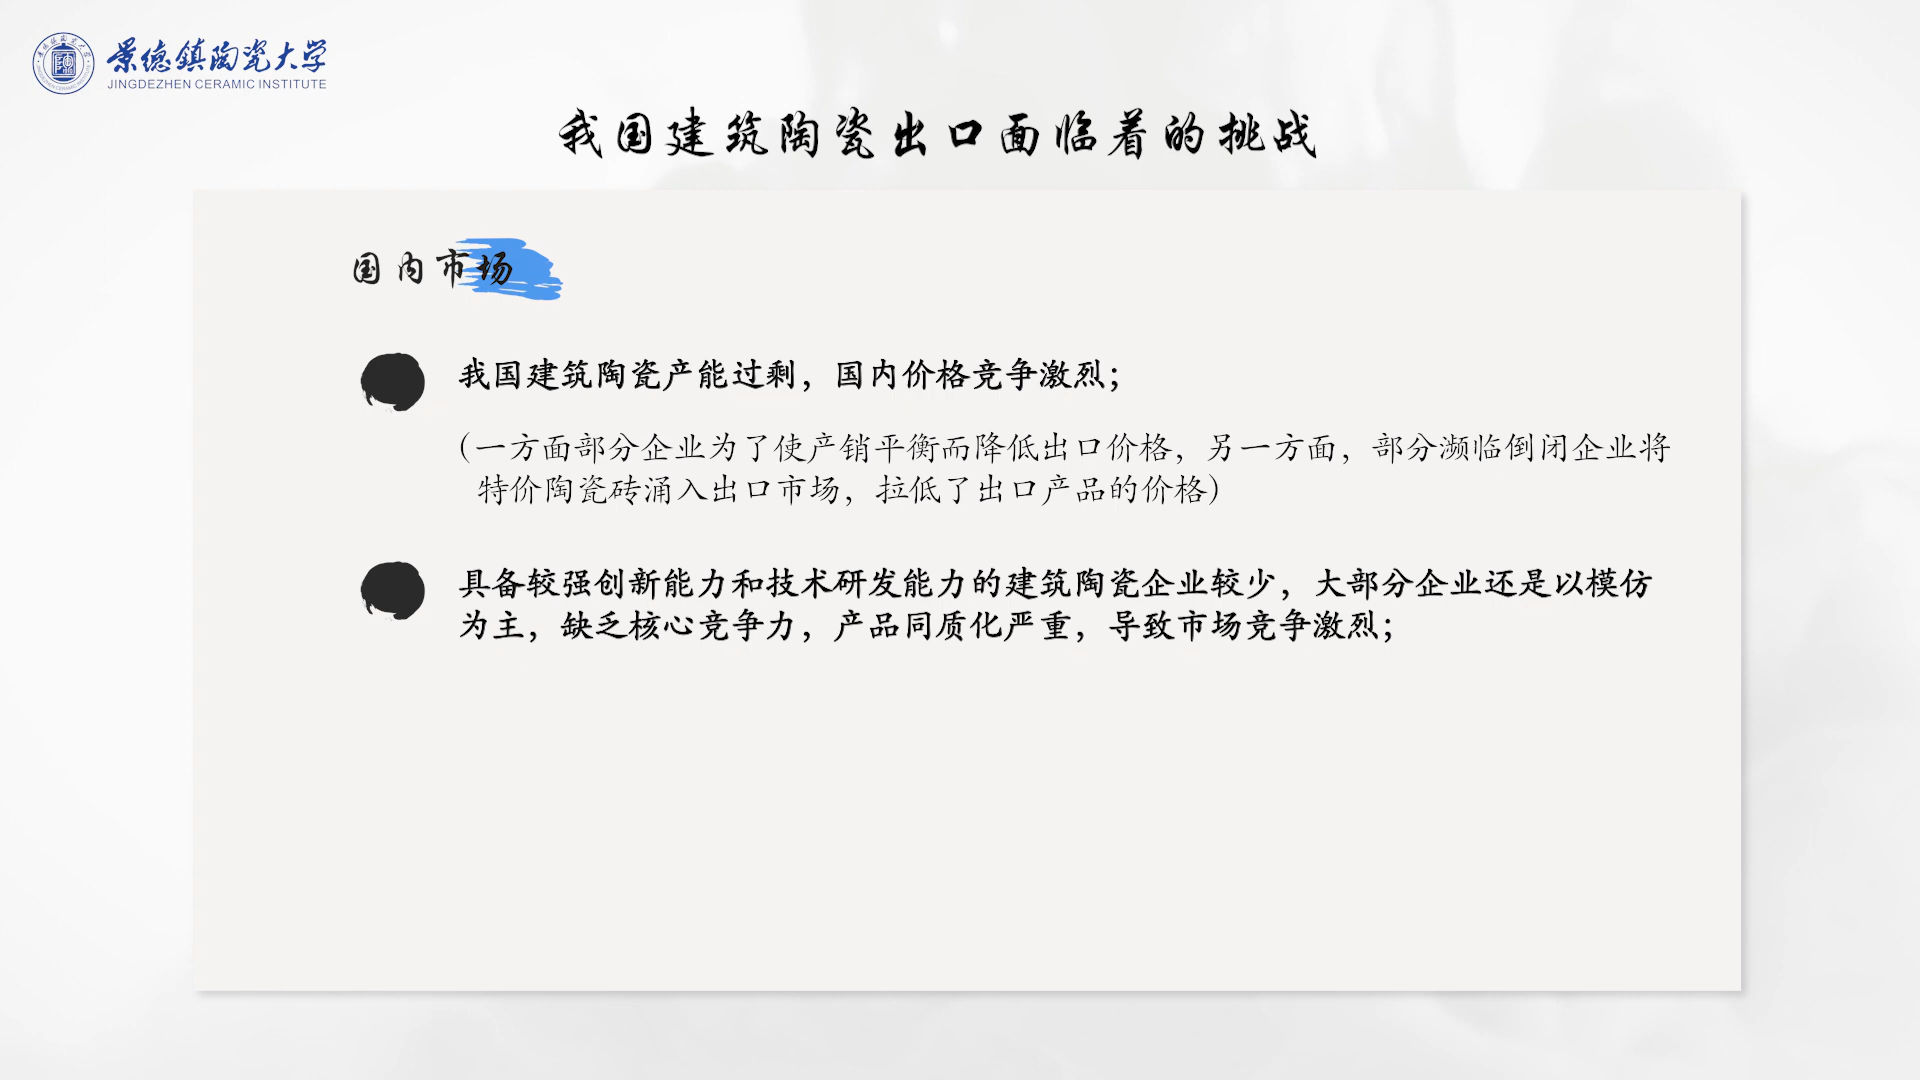 景德鎮陶瓷大学
JINGDEZHEN CERAMIC INSTITUTE
我国建筑陶瓷出口面临着的挑战
国内市场
我国建筑陶瓷产能过剩，国内价格竞争激烈；
（一方面部分企业为了使产销平衡而降低出口价格，另一方面，部分濒临倒闭企业将
特价陶瓷砖涌入出口市场，拉低了出口产品的价格）
具备较强创新能力和技术研发能力的建筑陶瓷企业较少，大部分企业还是以模仿
为主，缺乏核心竞争力，产品同质化严重，导致市场竞争激烈；